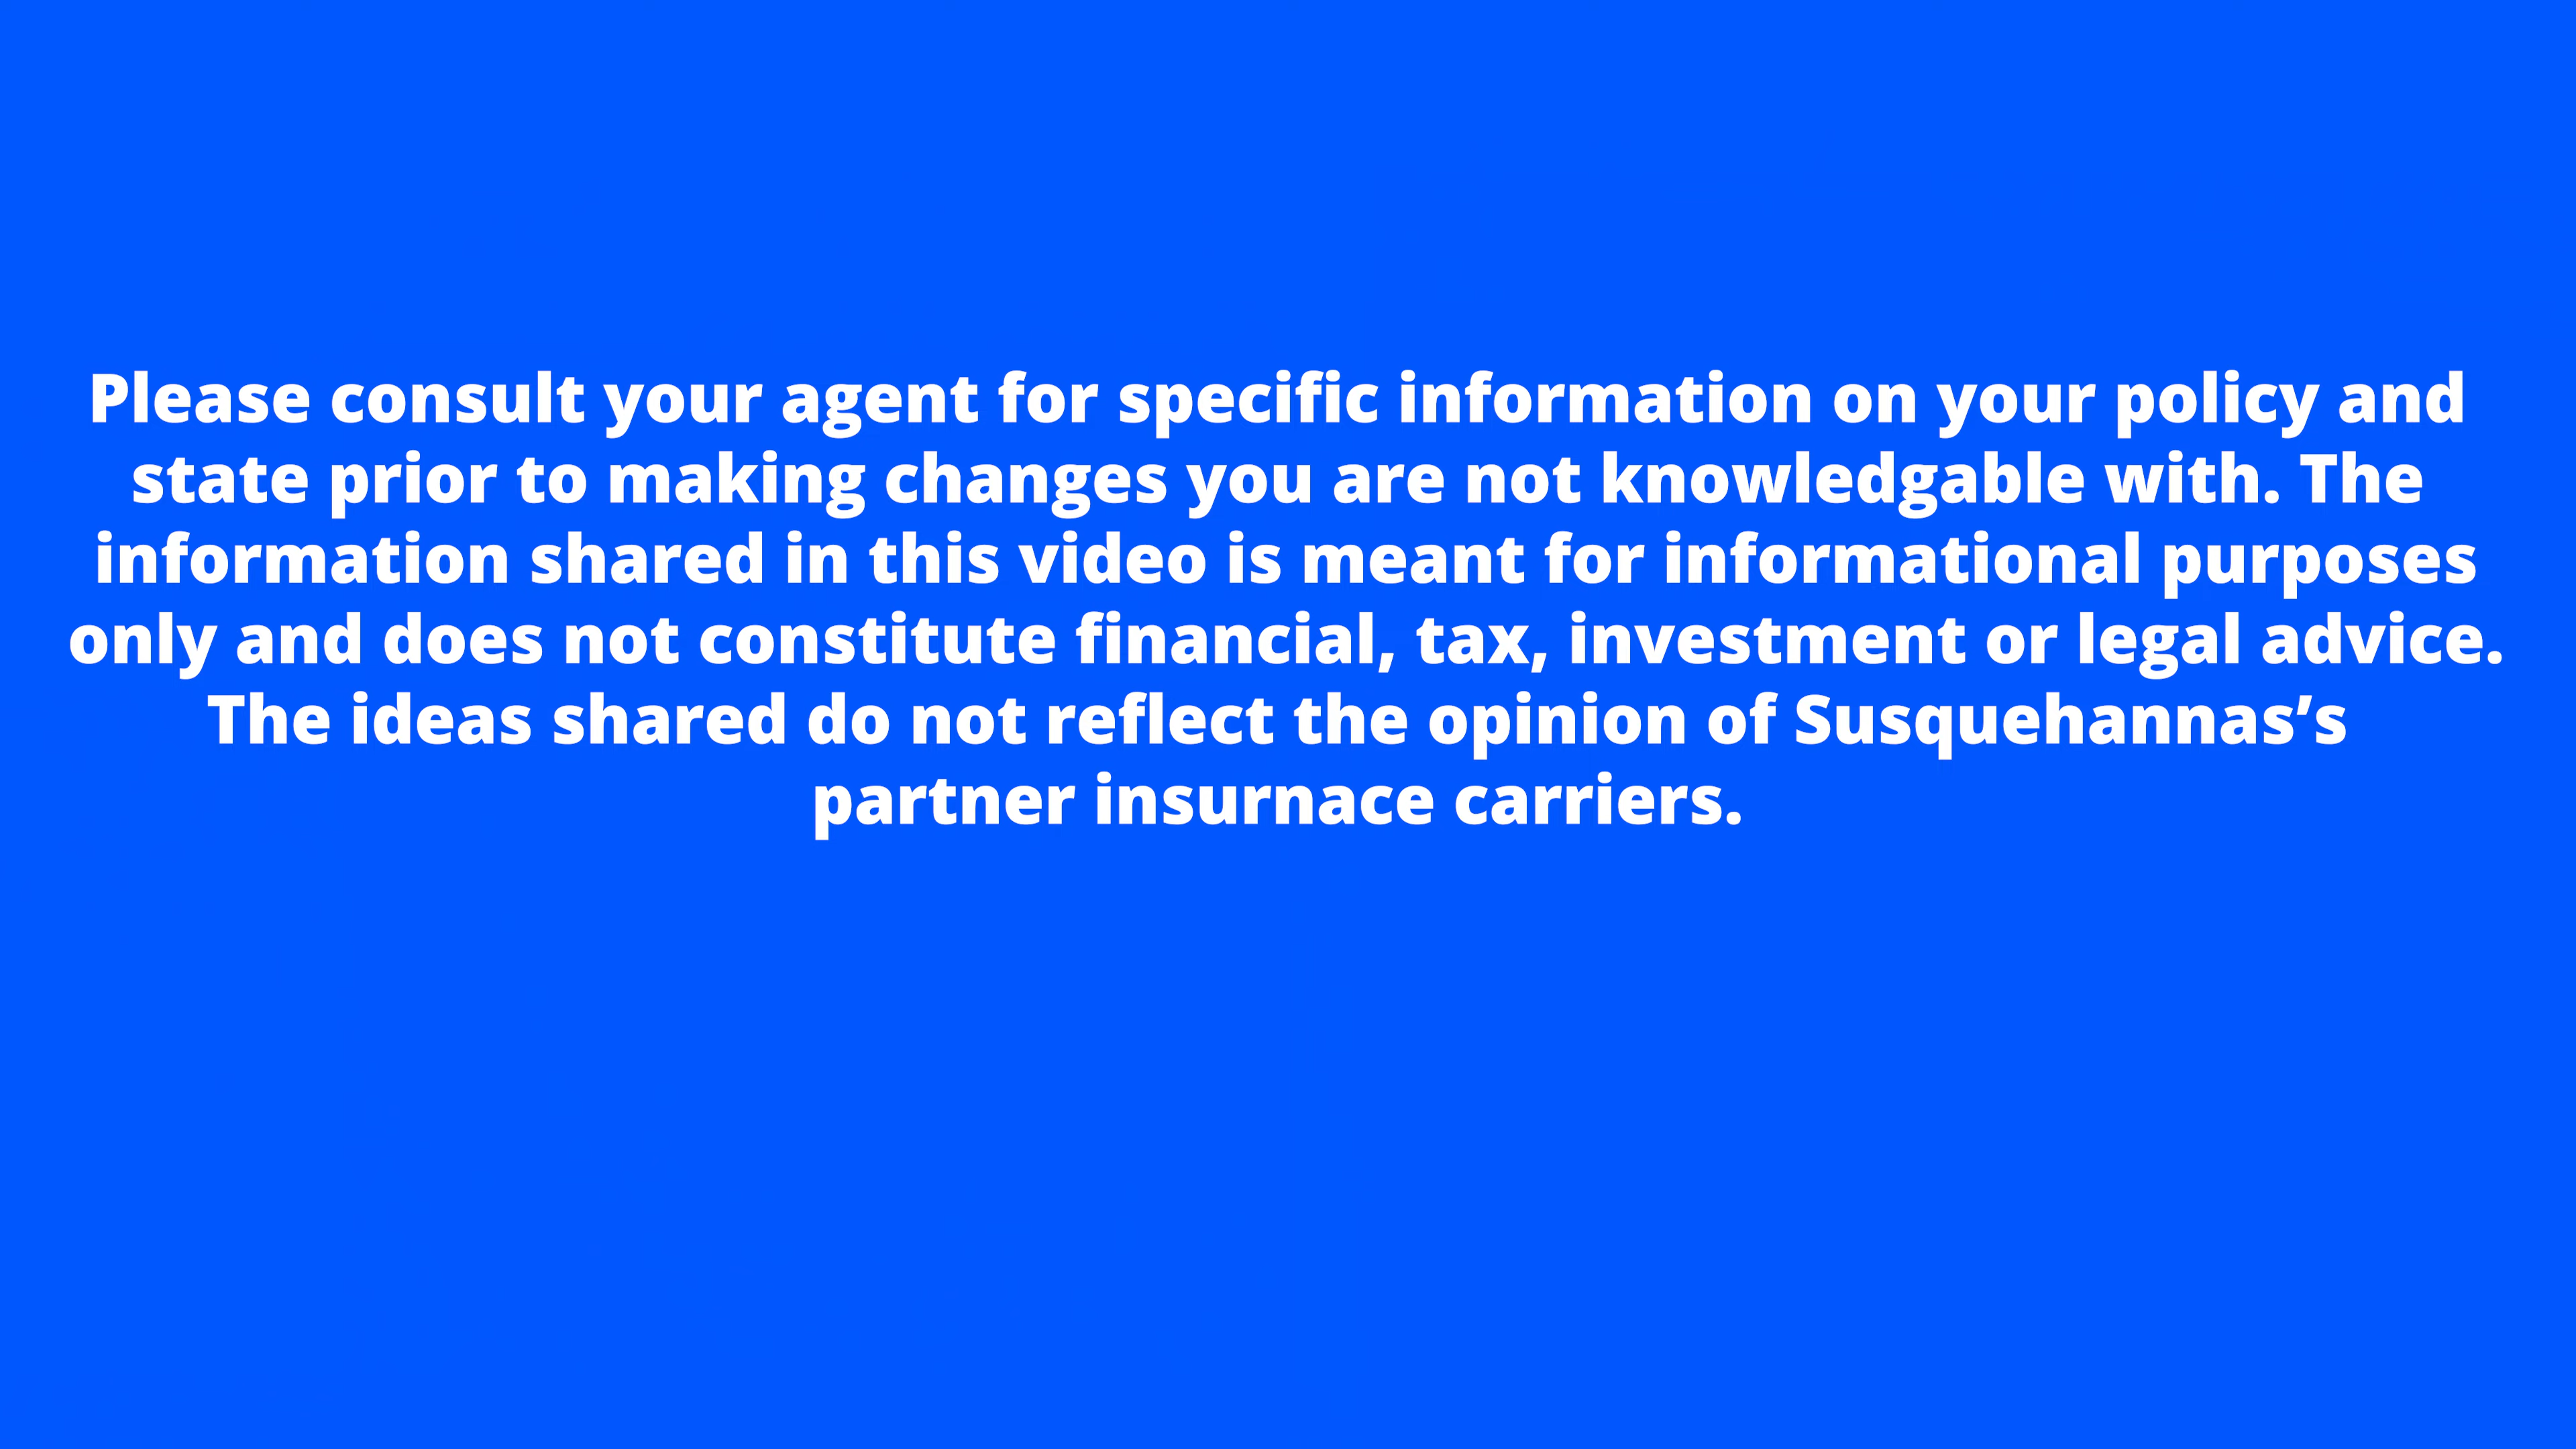 Please consult your agent for specific information on your policy and
state prior to making changes you are not knowledgable with. The
information shared in this video is meant for informational purposes
only and does not constitute financial, tax, investment or legal advice.
The ideas shared do not reflect the opinion of Susquehannas’s
partner insurnace carriers.